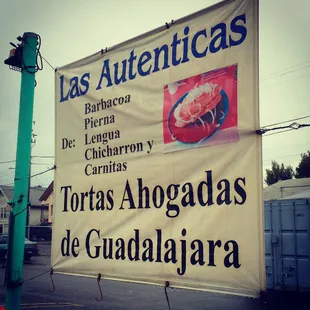 Las Autenticas
Barbacoa
Pierna
De: Lengua
Chicharron y
Carnitas
Tortas Ahogadas
de Guadalajara